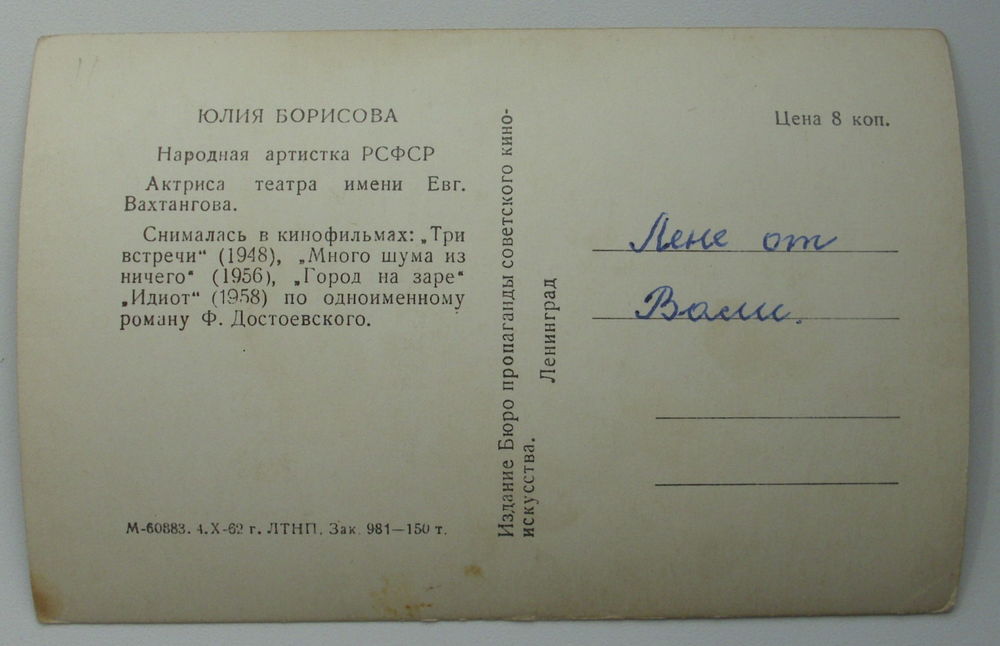 ЮЛИЯ БОРИСОВА
Народная артистка РСФСР
Актриса театра имени Евг.
Вахтангова.
Снималась в кинофильмах: „Три
встречи“ (1948), „Много шума из
ничего“ (1956), „Город на заре“
„Идиот“ (1958) по одноименному
роману Ф. Достоевского.
М-60883. 4.X-62 г. ЛТНП. Зак. 981—150 т.
Издание Бюро пропаганды советского кино-
искусства.
Ленинград
Цена 8 коп.
Лене от
Вали.